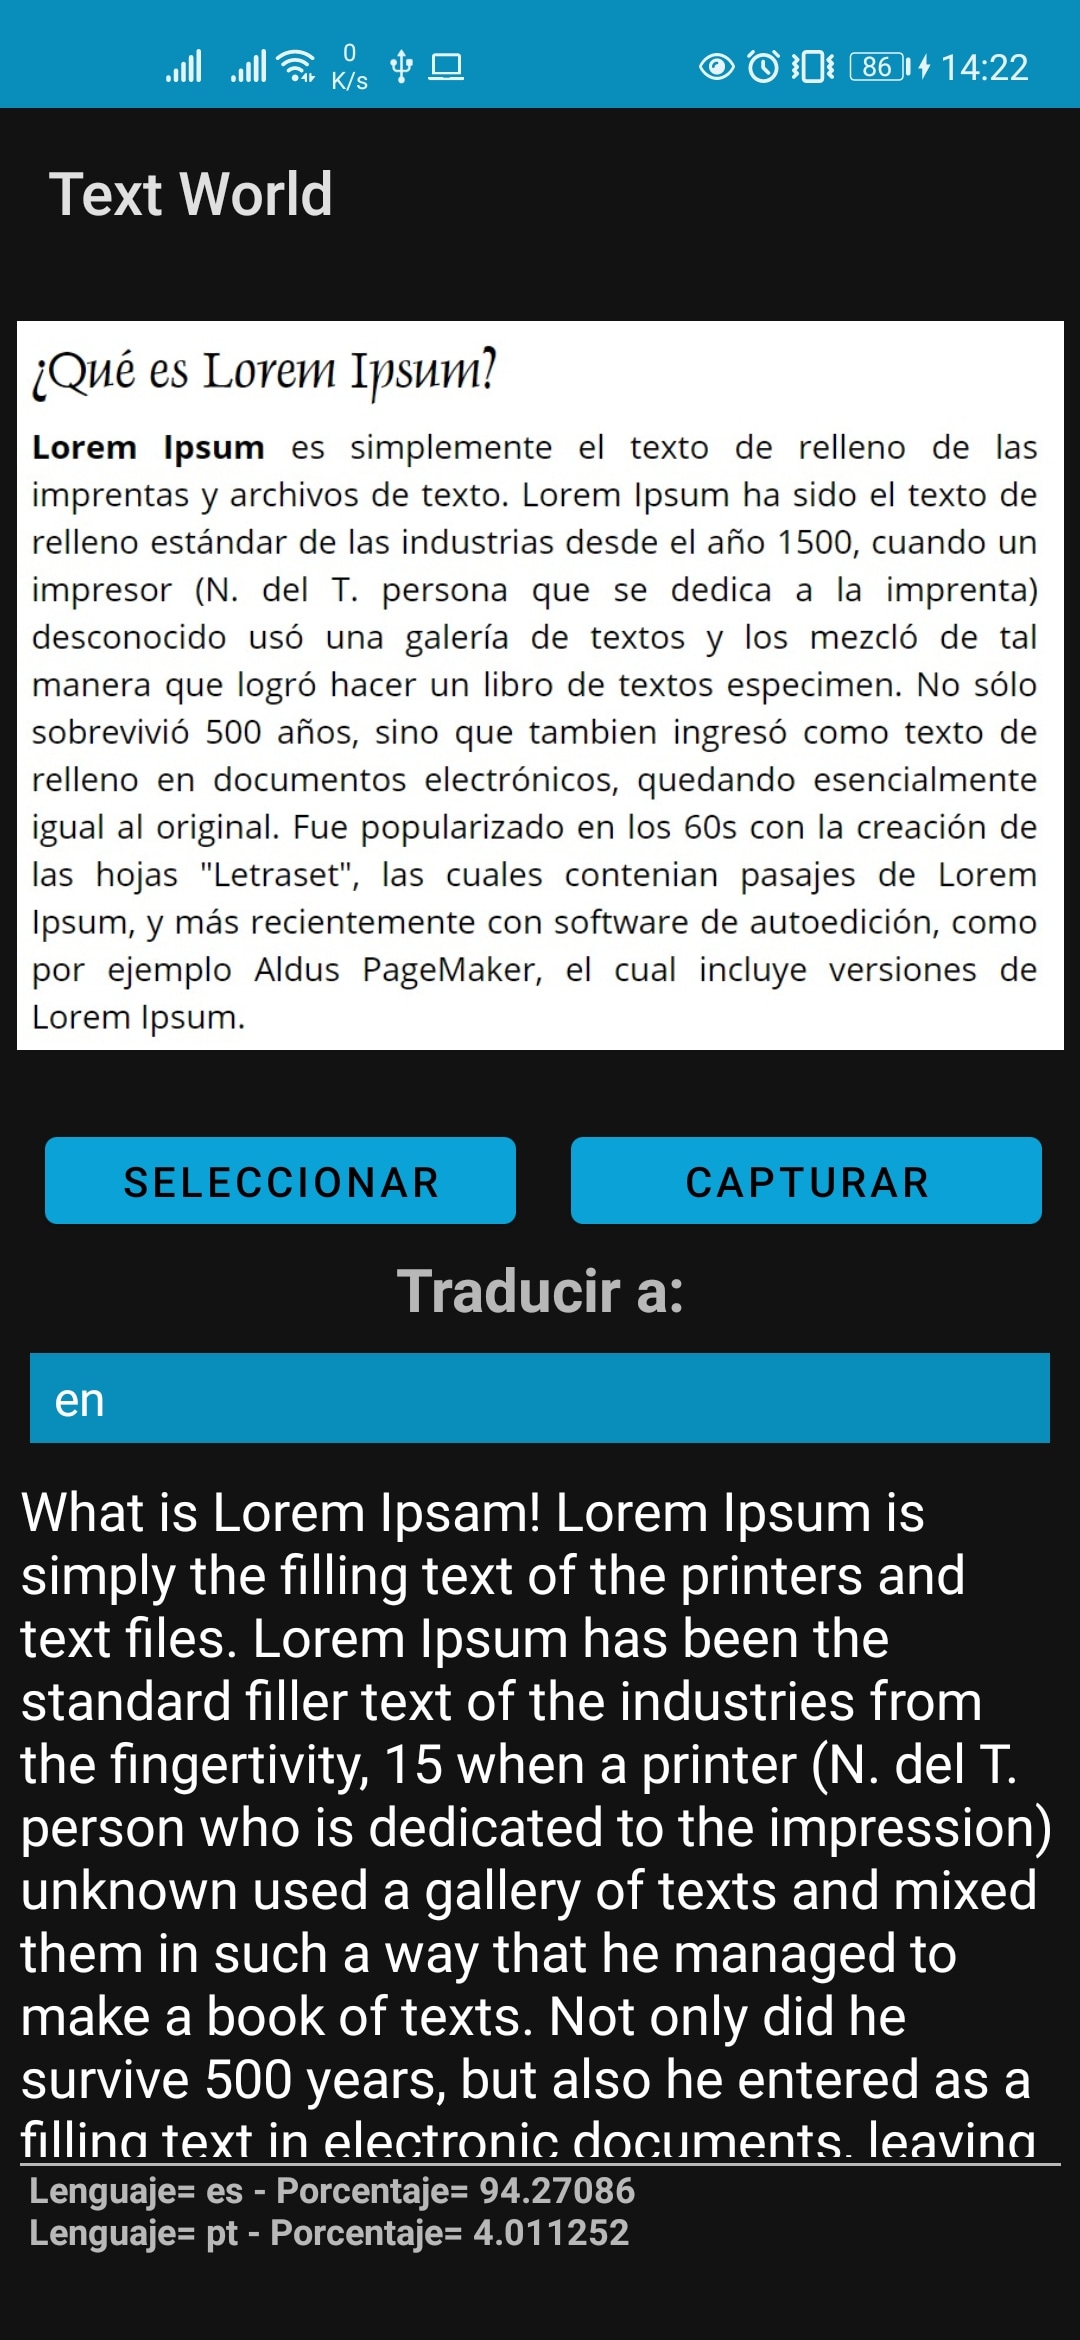 0
K/s
86
14:22
Text World
¿Qué es Lorem Ipsum?
Lorem Ipsum es simplemente el texto de relleno de las
imprentas y archivos de texto. Lorem Ipsum ha sido el texto de
relleno estándar de las industrias desde el año 1500, cuando un
impresor (N. del T. persona que se dedica a la imprenta)
desconocido usó una galería de textos y los mezcló de tal
manera que logró hacer un libro de textos especimen. No sólo
sobrevivió 500 años, sino que tambien ingresó como texto de
relleno en documentos electrónicos, quedando esencialmente
igual al original. Fue popularizado en los 60s con la creación de
las hojas "Letraset", las cuales contenian pasajes de Lorem
Ipsum, y más recientemente con software de autoedición, como
por ejemplo Aldus PageMaker, el cual incluye versiones de
Lorem Ipsum.
SELECCIONAR
CAPTURAR
Traducir a:
en
What is Lorem Ipsam! Lorem Ipsum is
simply the filling text of the printers and
text files. Lorem Ipsum has been the
standard filler text of the industries from
the fingertivity, 15 when a printer (N. del T.
person who is dedicated to the impression)
unknown used a gallery of texts and mixed
them in such a way that he managed to
make a book of texts. Not only did he
survive 500 years, but also he entered as a
filling text in electronic documents, leaving
Lenguaje= es - Porcentaje= 94.27086
Lenguaje= pt - Porcentaje= 4.011252